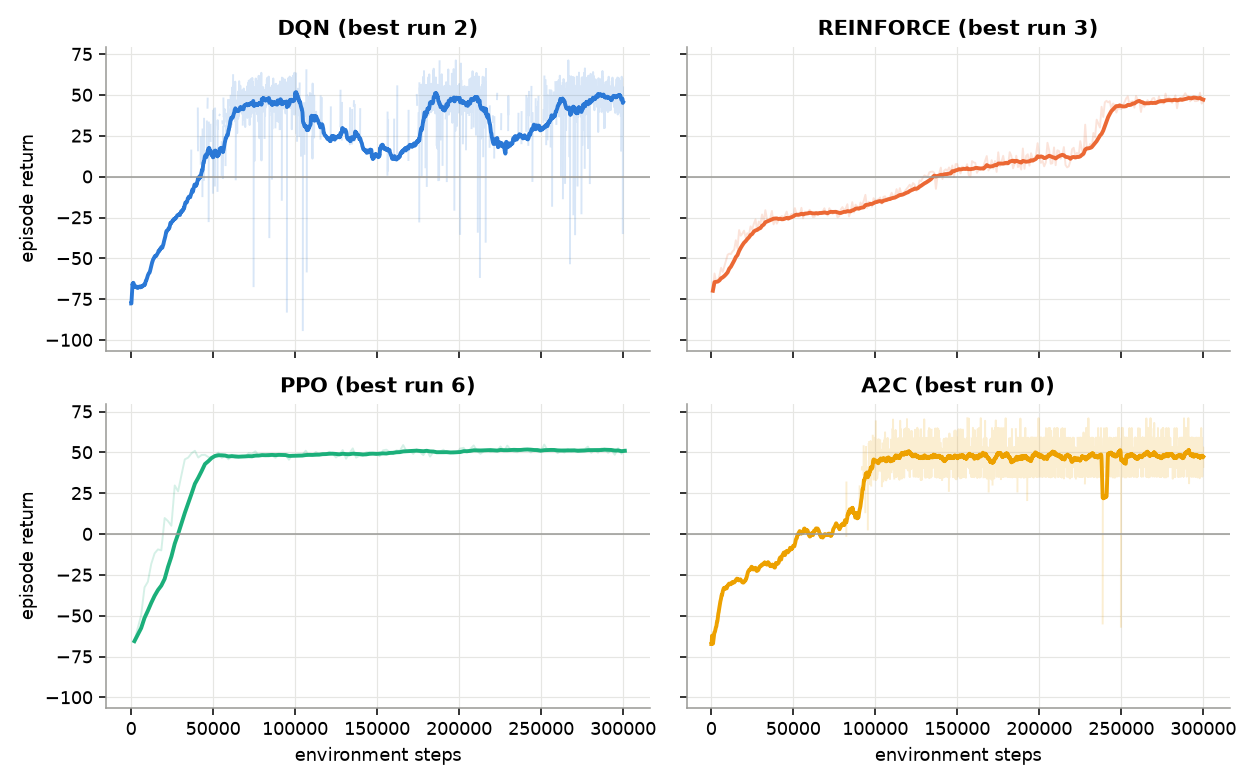 DQN (best run 2)
REINFORCE (best run 3)
75
50
25
0
−25
−50
−75
−100
episode return
PPO (best run 6)
A2C (best run 0)
75
50
25
0
−25
−50
−75
−100
episode return
0 50000 100000 150000 200000 250000 300000
0 50000 100000 150000 200000 250000 300000
environment steps
environment steps